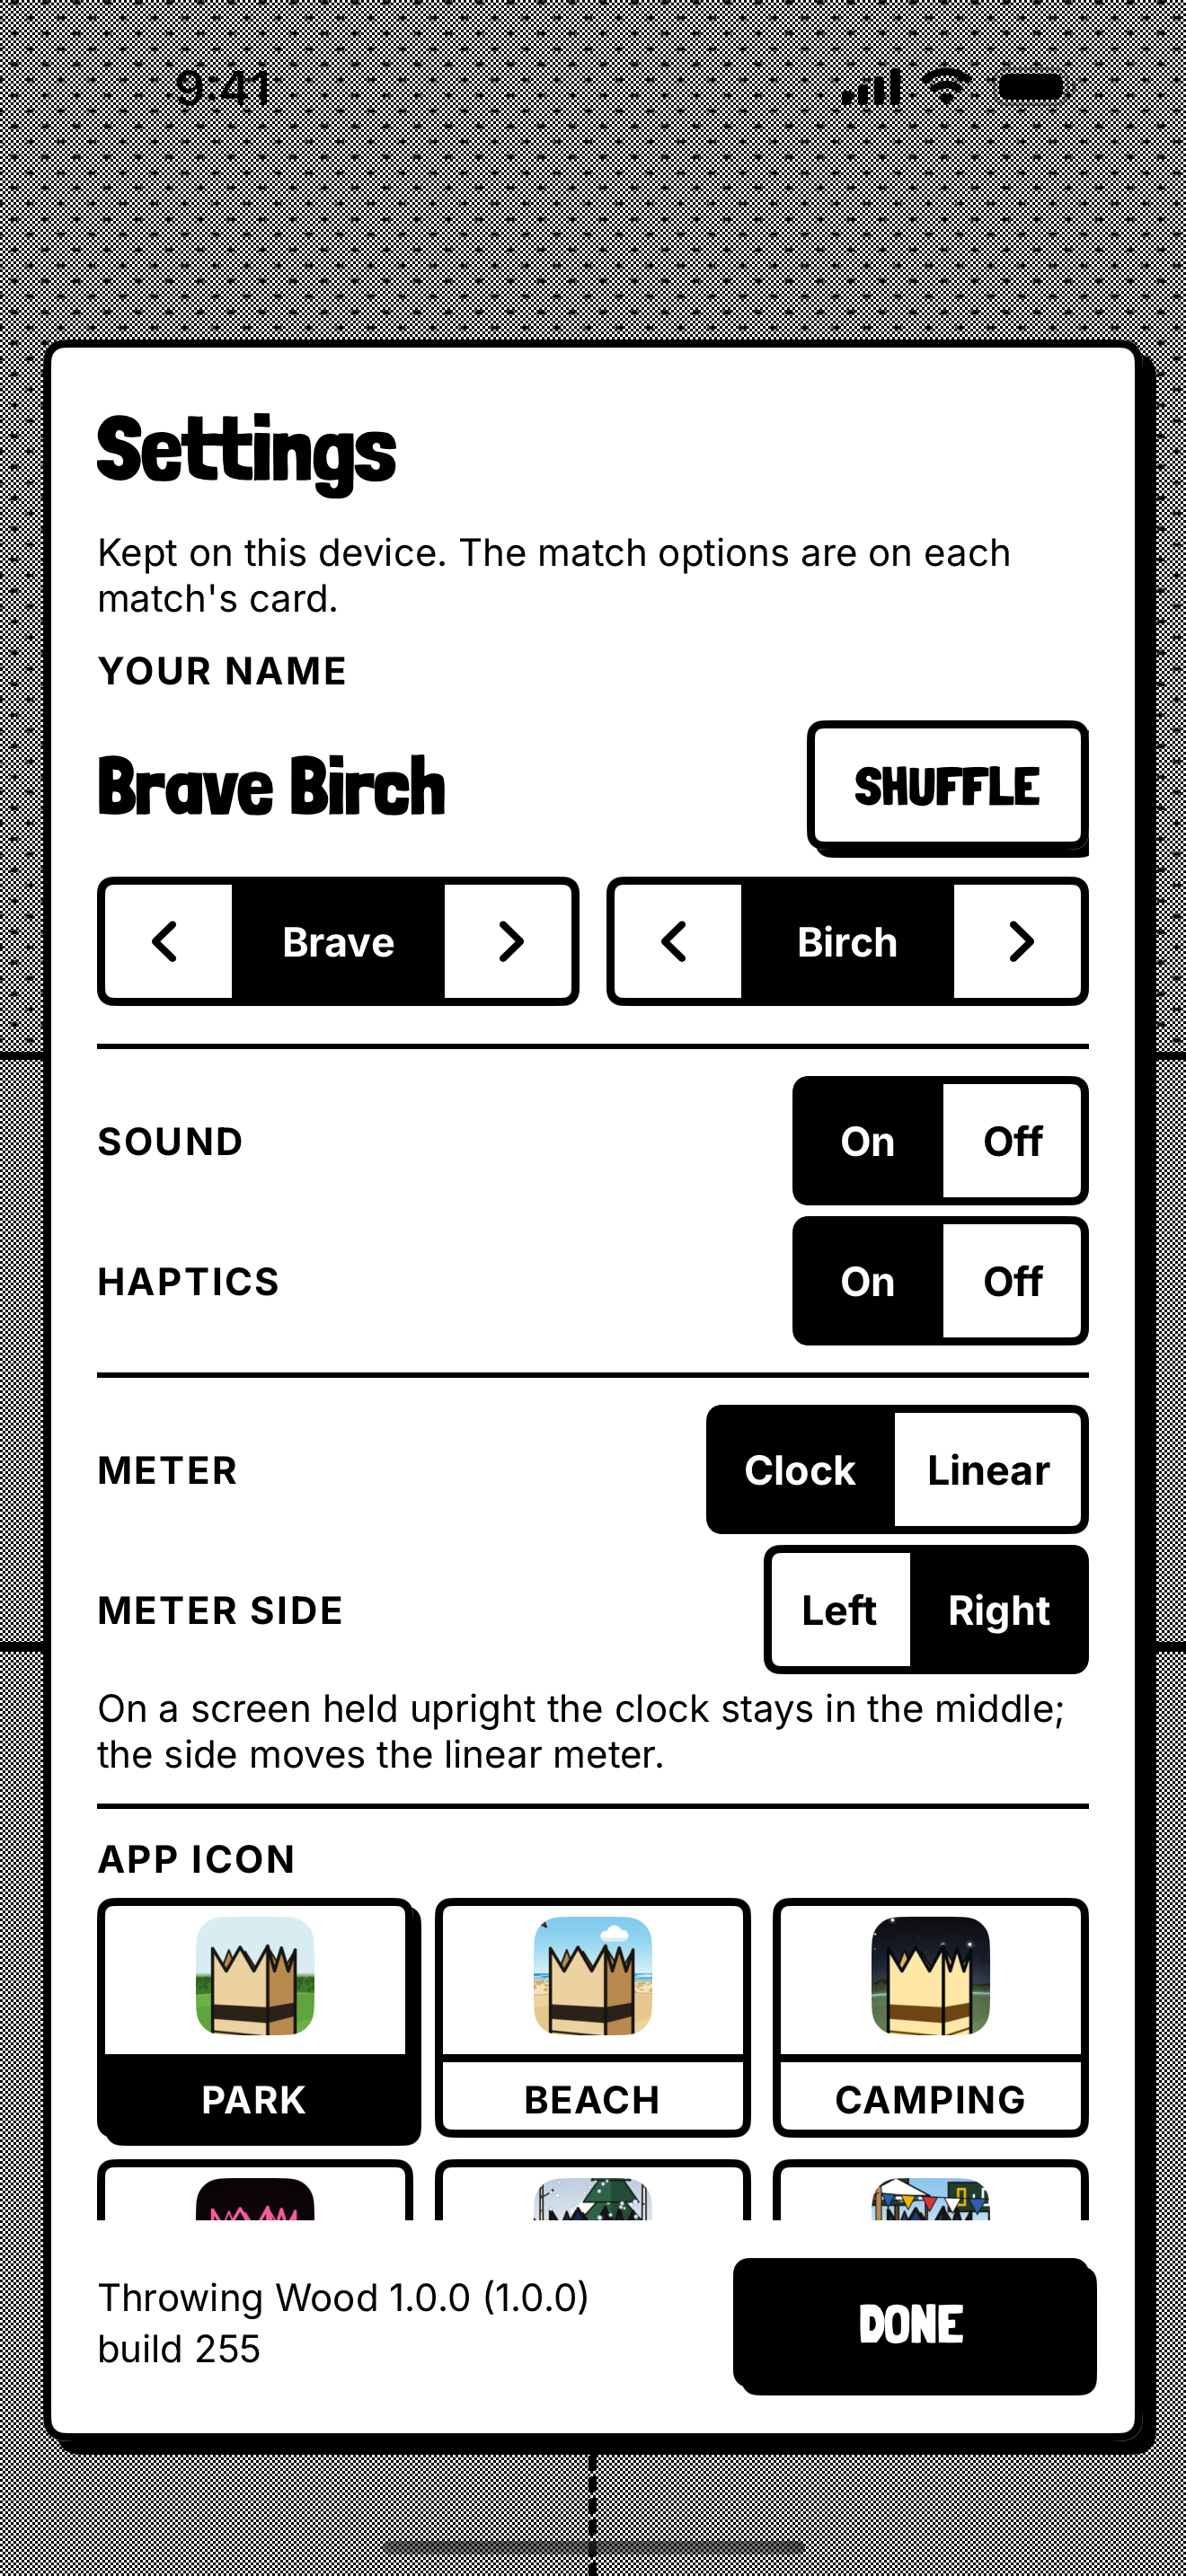 9:41
Settings
Kept on this device. The match options are on each
match's card.
YOUR NAME
Brave Birch
SHUFFLE
Brave
Birch
SOUND
On
Off
HAPTICS
On
Off
METER
Clock
Linear
METER SIDE
Left
Right
On a screen held upright the clock stays in the middle;
the side moves the linear meter.
APP ICON
PARK
BEACH
CAMPING
Throwing Wood 1.0.0 (1.0.0)
build 255
DONE